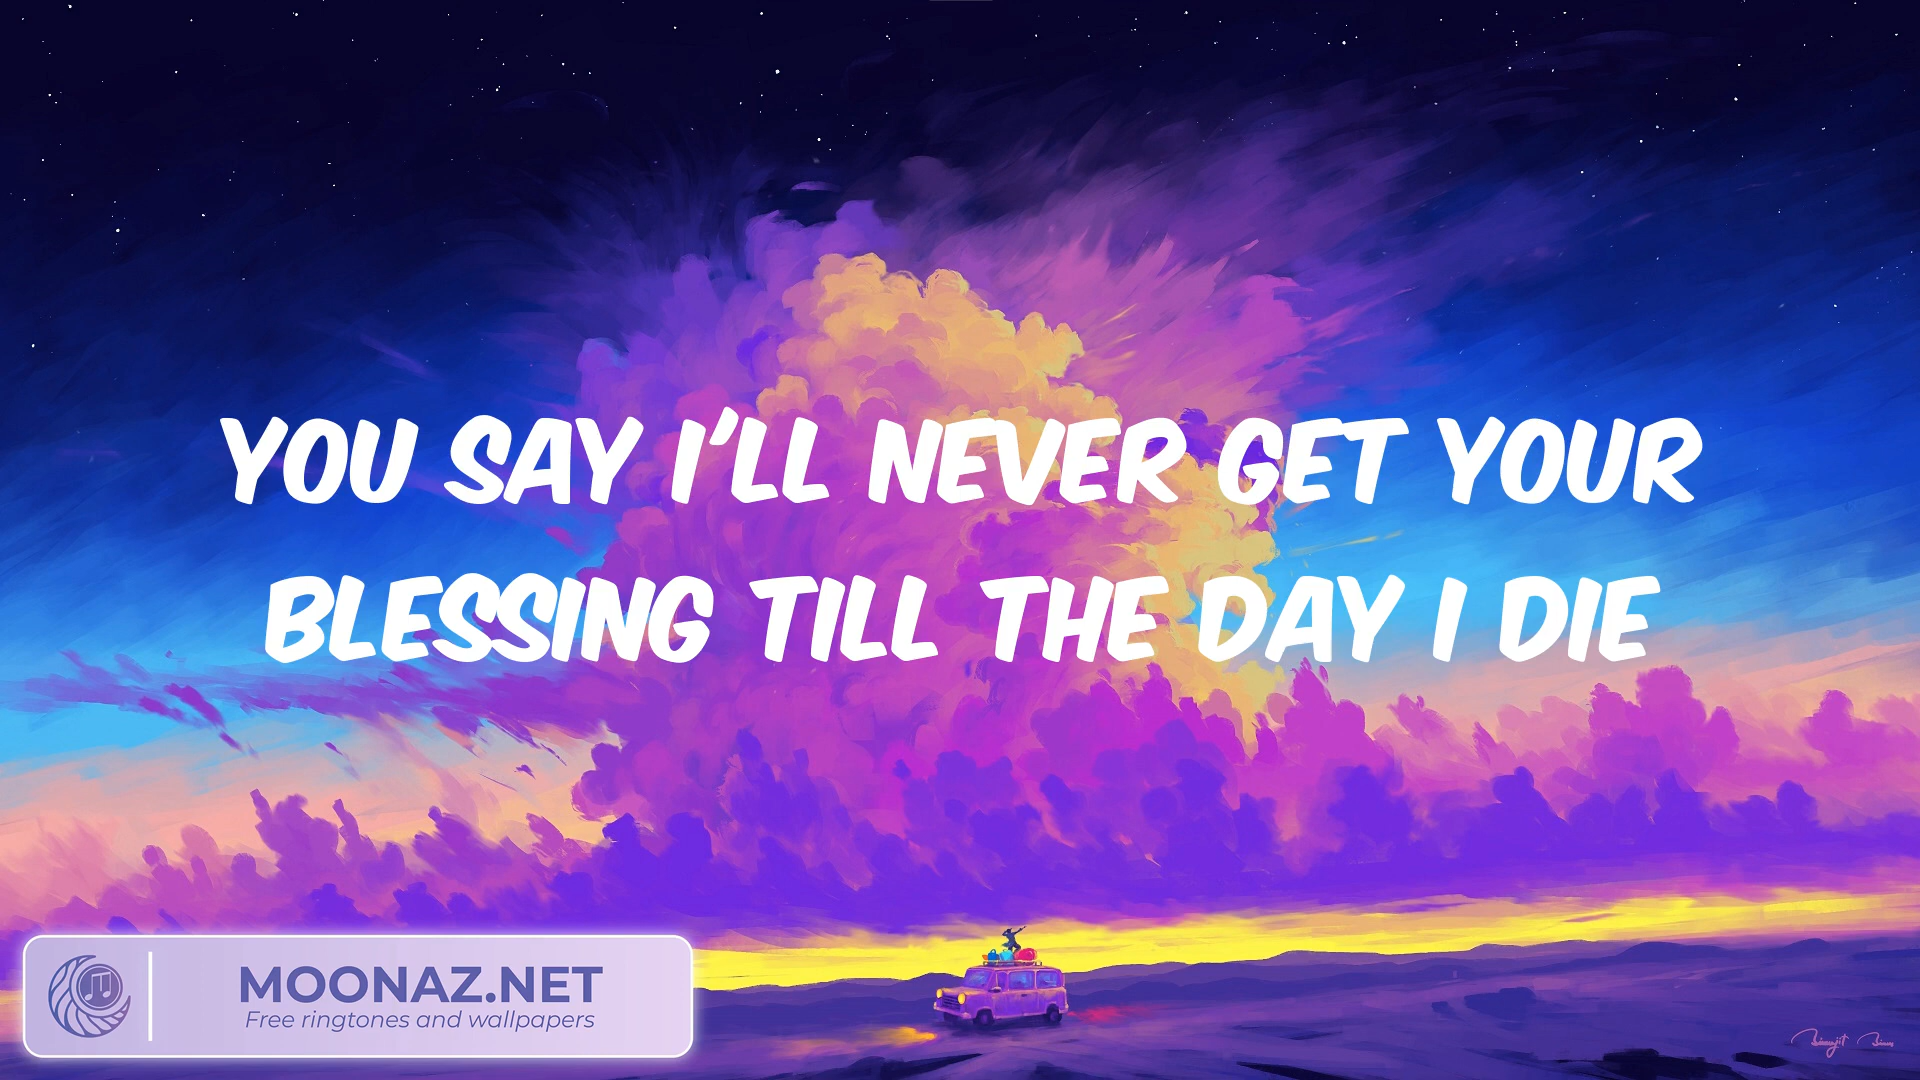 YOU SAY I'LL NEVER GET YOUR
BLESSING TILL THE DAY I DIE
MOONAZ.NET
Free ringtones and wallpapers